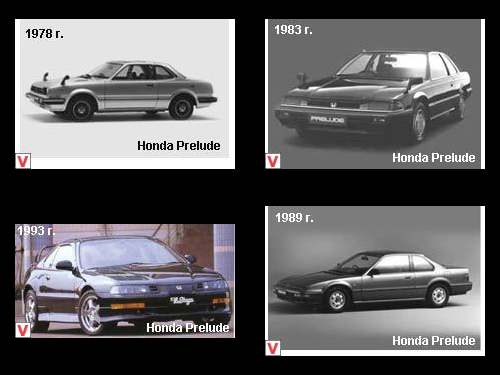 1978 г.
Honda Prelude
V
1983 г.
PRELUDE
Honda Prelude
V
1993 г.
Honda Prelude
V
1989 г.
Honda Prelude
V